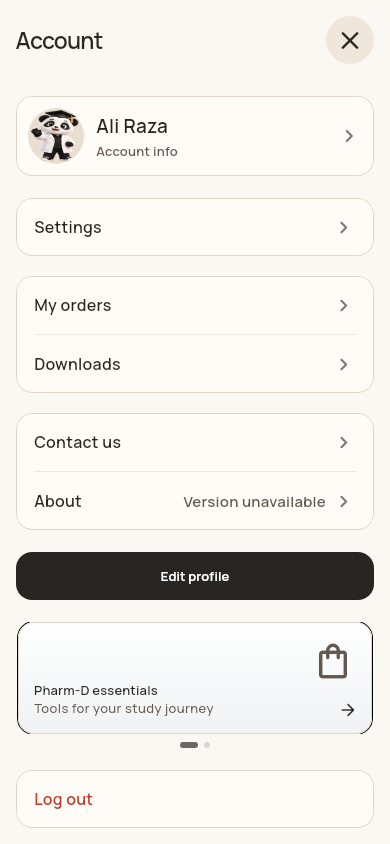 Account
Ali Raza
Account info
Settings
My orders
Downloads
Contact us
About
Version unavailable
Edit profile
Pharm-D essentials
Tools for your study journey
Log out